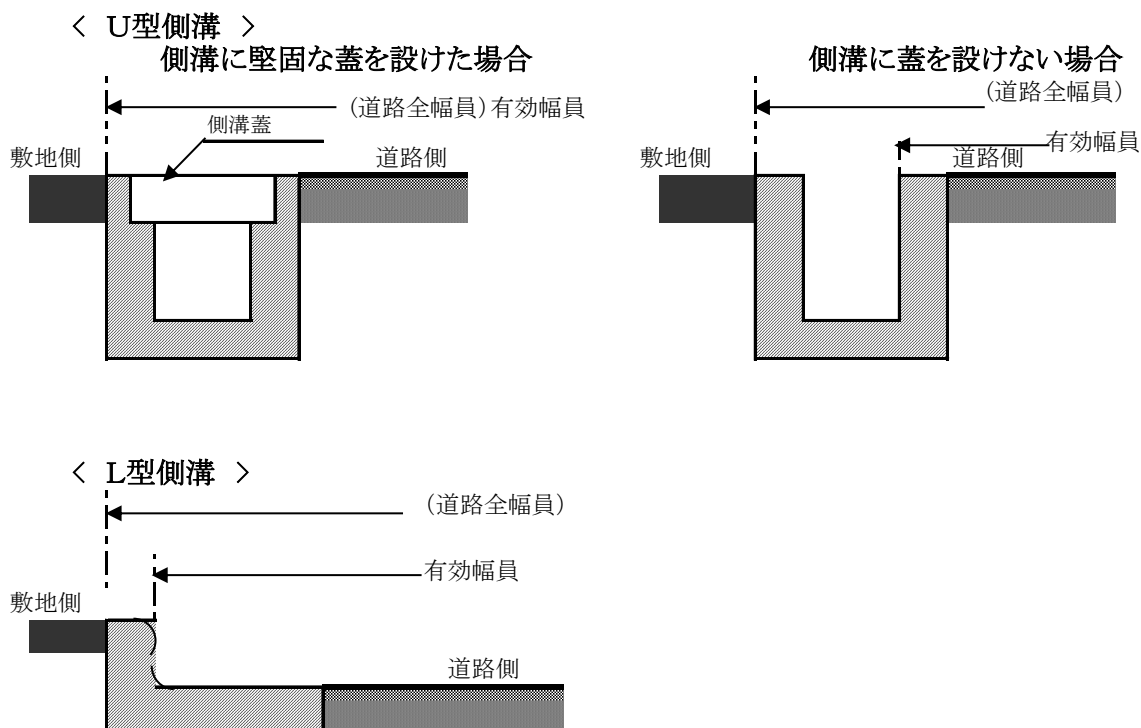 〈 U型側溝 〉
側溝に堅固な蓋を設けた場合
(道路全幅員)有効幅員
側溝蓋
敷地側
道路側
側溝に蓋を設けない場合
(道路全幅員)
有効幅員
敷地側
道路側
〈 L型側溝 〉
(道路全幅員)
有効幅員
敷地側
道路側